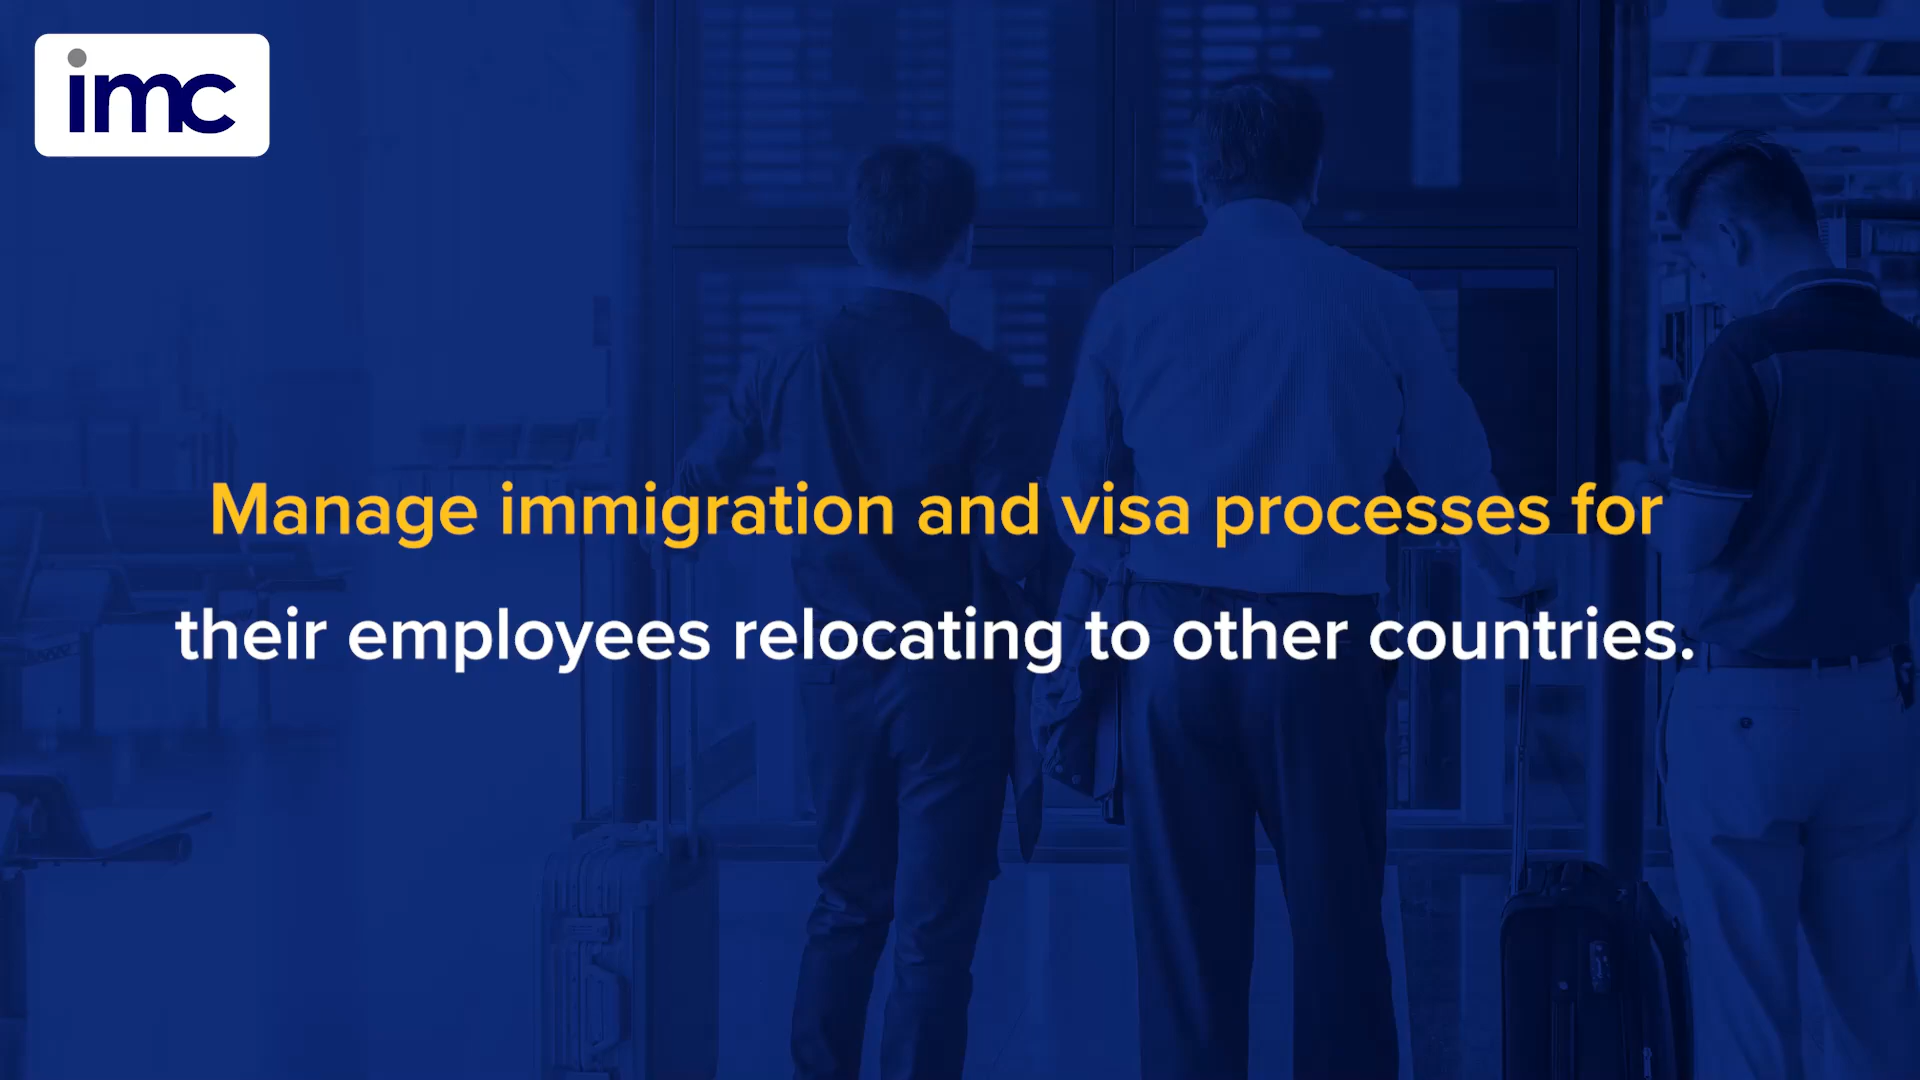 imc
Manage immigration and visa processes for
their employees relocating to other countries.